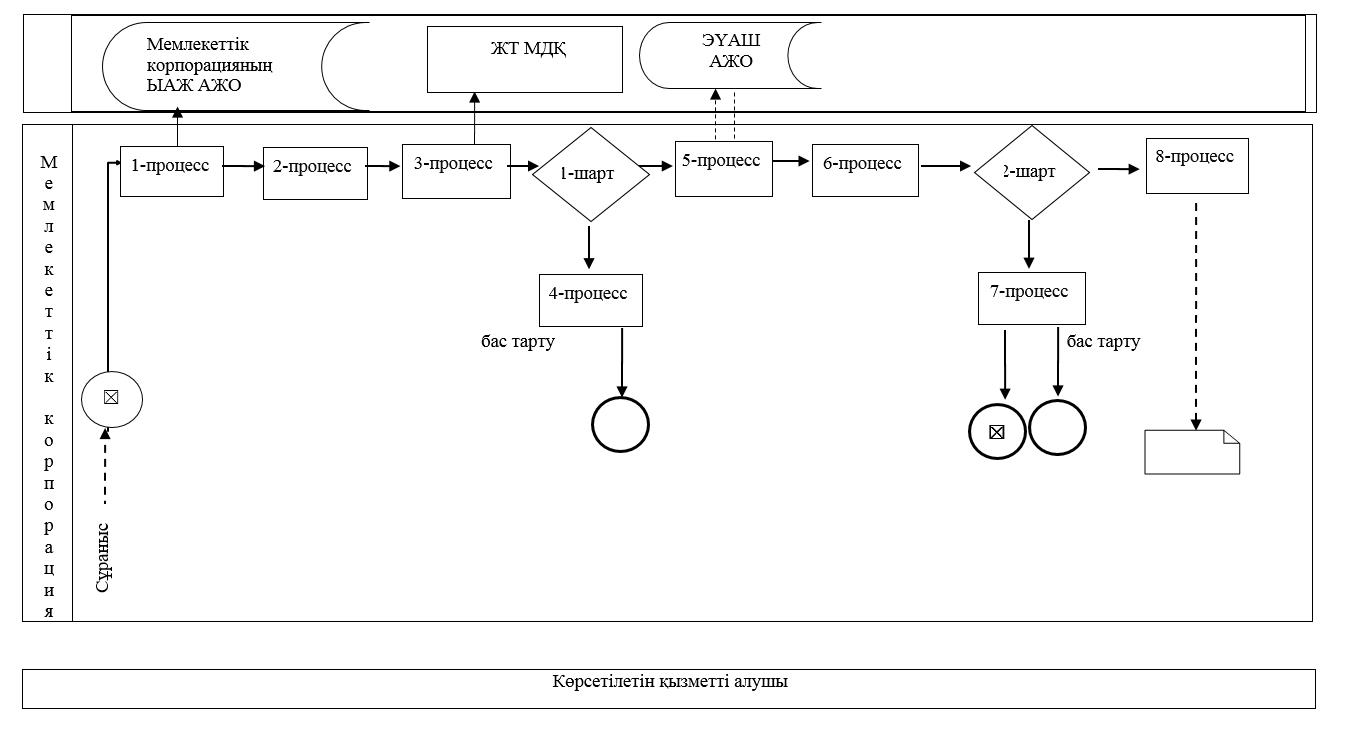 Мемлекеттік
корпорацияның
ЫАЖ АЖО
ЖТ МДҚ
ЭҮАШ
АЖО
Мемлекеттік корпорация
1-процесс
2-процесс
3-процесс
1-шарт
5-процесс
6-процесс
2-шарт
8-процесс
4-процесс
7-процесс
бас тарту
бас тарту
Сұраныс
Көрсетілетін қызметті алушы